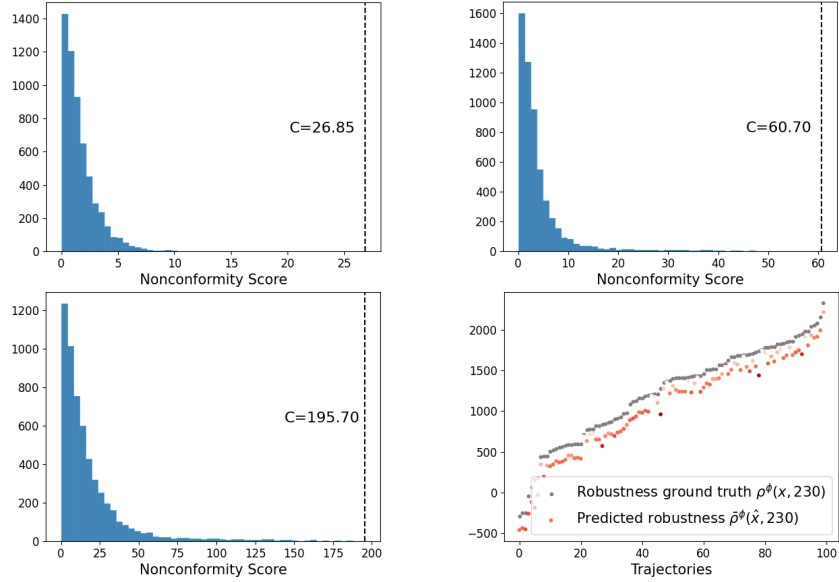 1400
1200
1000
800
600
400
200
0
C=26.85
0 5 10 15 20 25
Nonconformity Score
1600
1400
1200
1000
800
600
400
200
0
C=60.70
0 10 20 30 40 50 60
Nonconformity Score
1200
1000
800
600
400
200
0
C=195.70
0 25 50 75 100 125 150 175 200
Nonconformity Score
2000
1500
1000
500
0
−500
Robustness ground truth ρ^ϕ(x, 230)
Predicted robustness ρ̄^ϕ(x̂, 230)
0 20 40 60 80 100
Trajectories